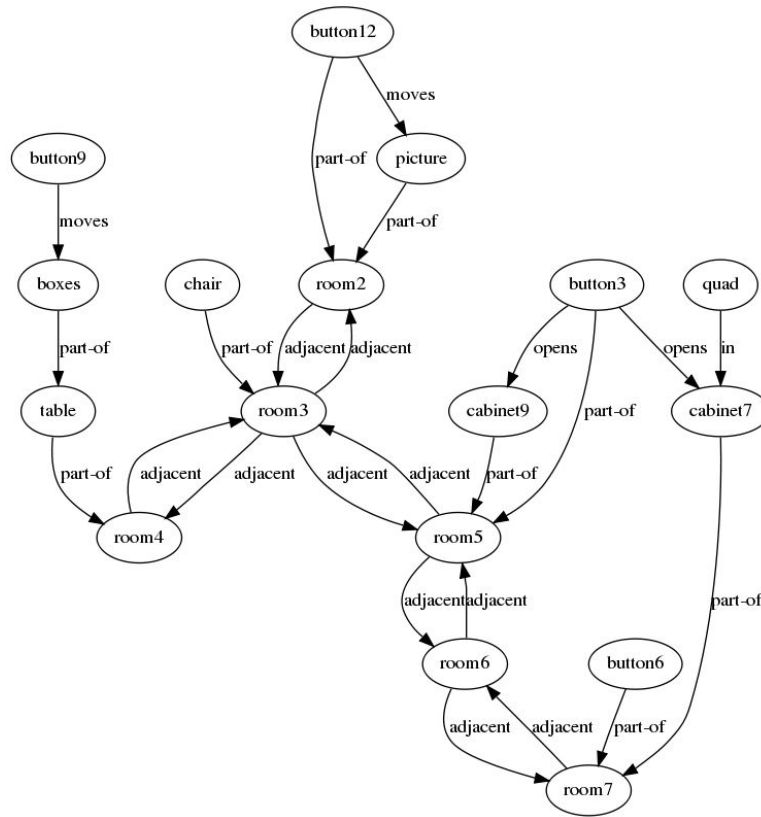 button12
moves
button9
part-of
picture
moves
part-of
boxes
chair
room2
button3
quad
part-of
part-of
adjacent
adjacent
opens
opens
in
table
room3
cabinet9
cabinet7
part-of
part-of
adjacent
adjacent
adjacent
adjacent
part-of
room4
room5
adjacent
adjacent
part-of
room6
button6
adjacent
adjacent
part-of
room7